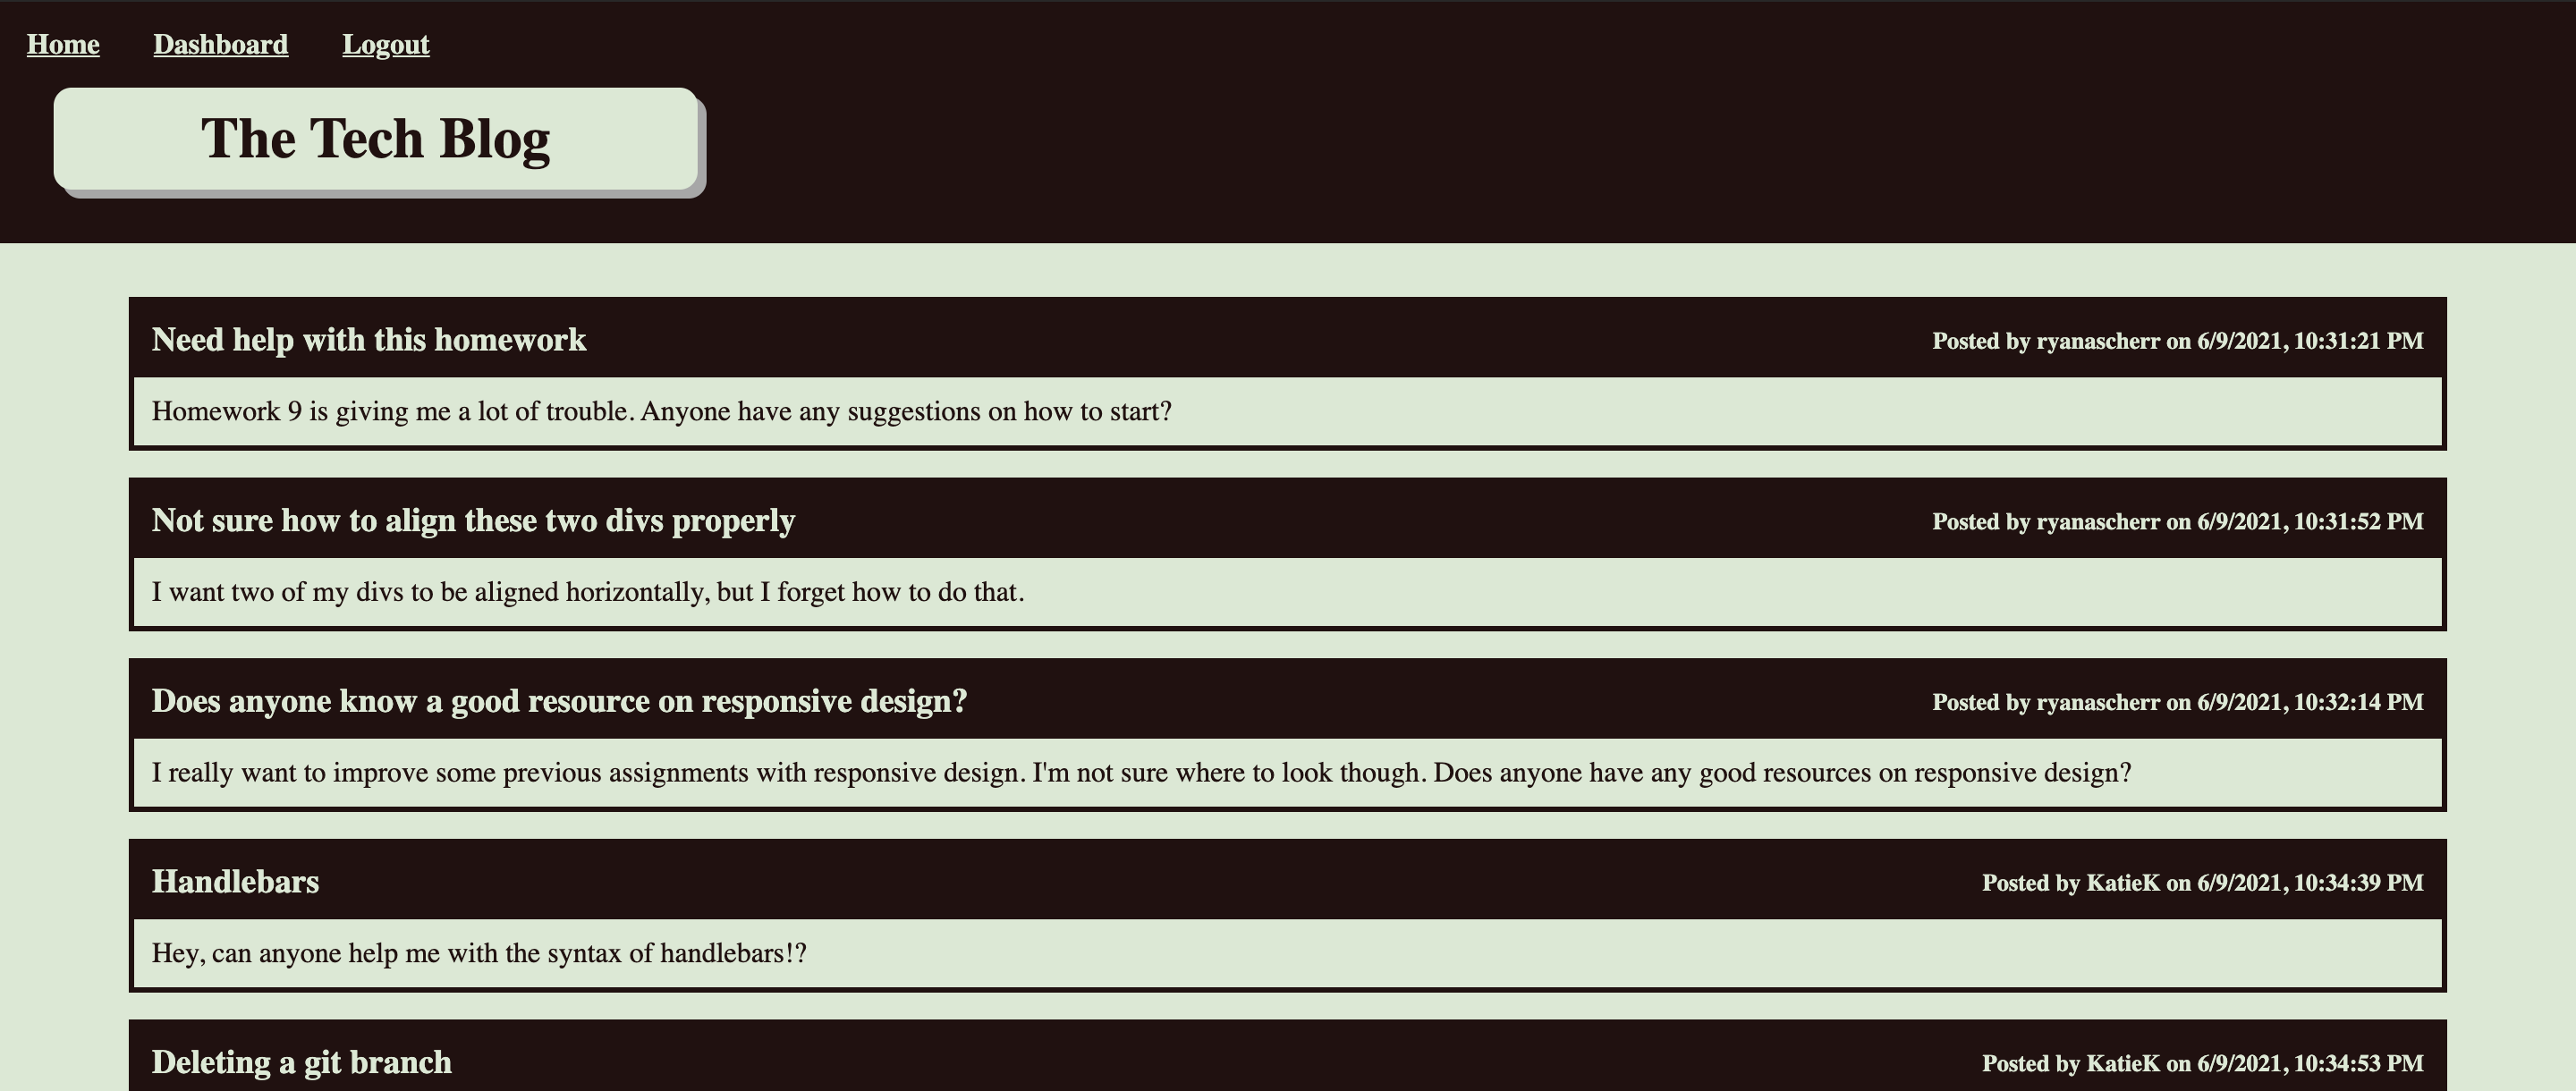 Home Dashboard Logout
The Tech Blog
Need help with this homework Posted by ryanascherr on 6/9/2021, 10:31:21 PM
Homework 9 is giving me a lot of trouble. Anyone have any suggestions on how to start?
Not sure how to align these two divs properly Posted by ryanascherr on 6/9/2021, 10:31:52 PM
I want two of my divs to be aligned horizontally, but I forget how to do that.
Does anyone know a good resource on responsive design? Posted by ryanascherr on 6/9/2021, 10:32:14 PM
I really want to improve some previous assignments with responsive design. I'm not sure where to look though. Does anyone have any good resources on responsive design?
Handlebars Posted by KatieK on 6/9/2021, 10:34:39 PM
Hey, can anyone help me with the syntax of handlebars!?
Deleting a git branch Posted by KatieK on 6/9/2021, 10:34:53 PM